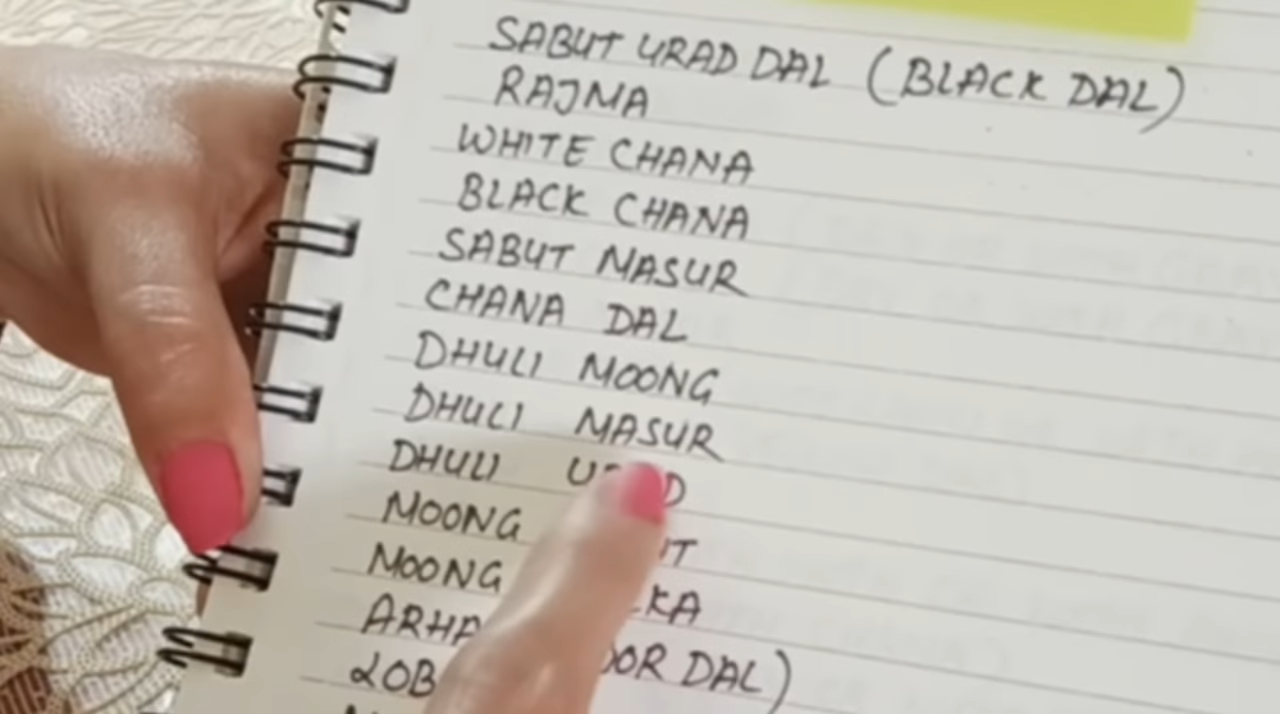 SABUT URAD DAL (BLACK DAL)
RAJMA
WHITE CHANA
BLACK CHANA
SABUT MASUR
CHANA DAL
DHULI MOONG
DHULI MASUR
DHULI
MOONG
MOONG
DAL)